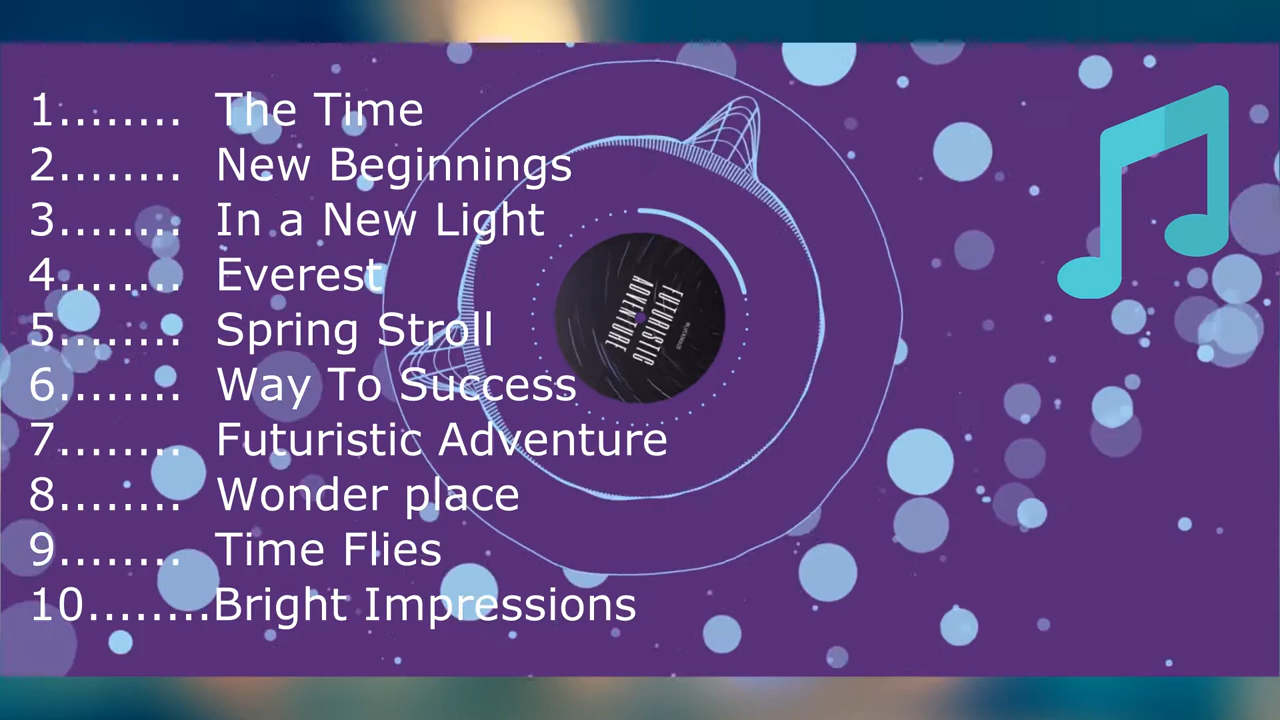 1........ The Time
2........ New Beginnings
3........ In a New Light
4........ Everest
5........ Spring Stroll
6........ Way To Success
7........ Futuristic Adventure
8........ Wonder place
9........ Time Flies
10........Bright Impressions
FUTURISTIC
ADVENTURE